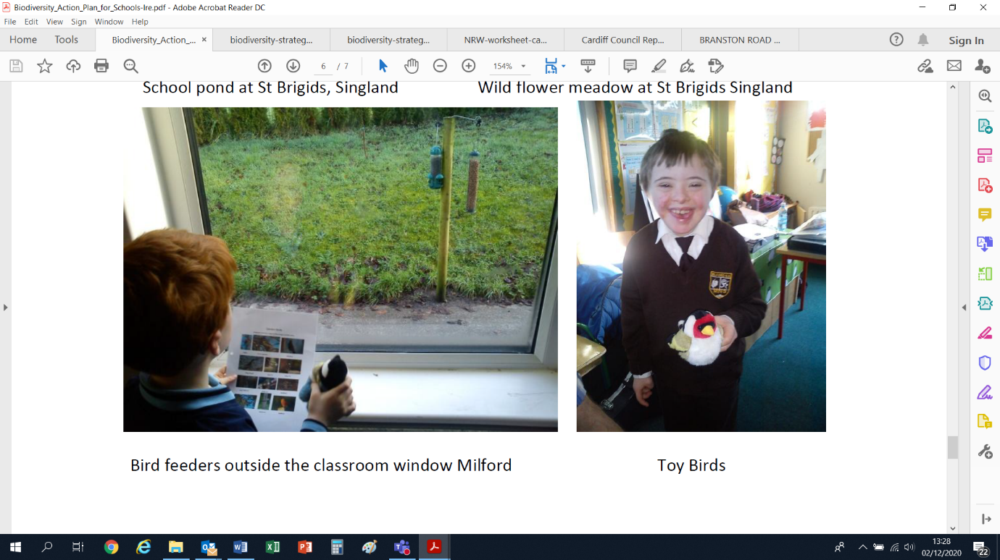 Biodiversity_Action_Plan_for_Schools-Ire.pdf - Adobe Acrobat Reader DC
File Edit View Sign Window Help
Home Tools Biodiversity_Action_... × biodiversity-strateg... biodiversity-strateg... NRW-worksheet-ca... Cardiff Council Rep... BRANSTON ROAD ... Sign In
6 / 7 154%
School pond at St Brigids, Singland Wild flower meadow at St Brigids Singland
Bird feeders outside the classroom window Milford Toy Birds
13:28
02/12/2020
22